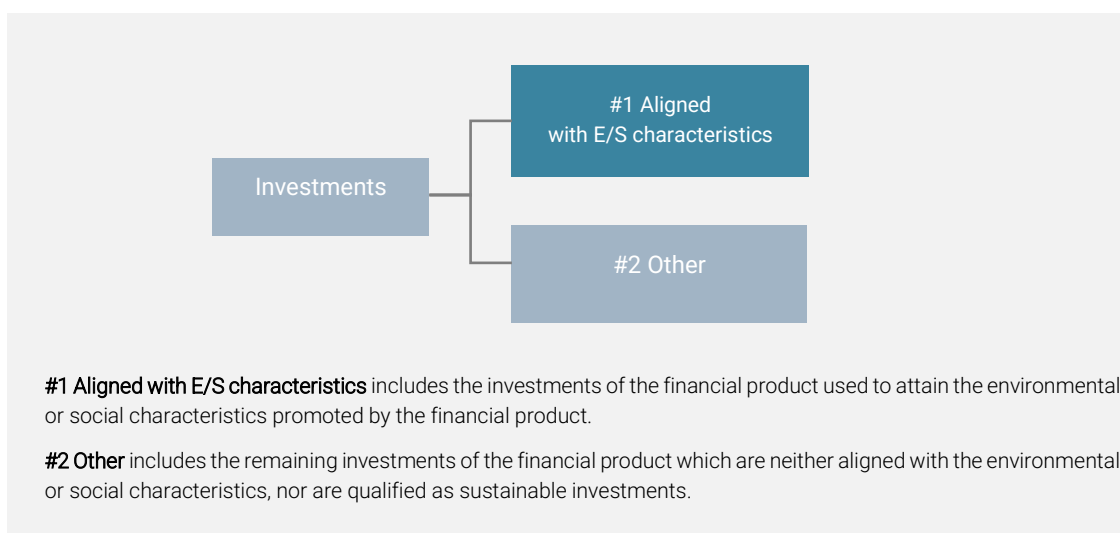 #1 Aligned
with E/S characteristics
Investments
#2 Other
#1 Aligned with E/S characteristics includes the investments of the financial product used to attain the environmental
or social characteristics promoted by the financial product.
#2 Other includes the remaining investments of the financial product which are neither aligned with the environmental
or social characteristics, nor are qualified as sustainable investments.